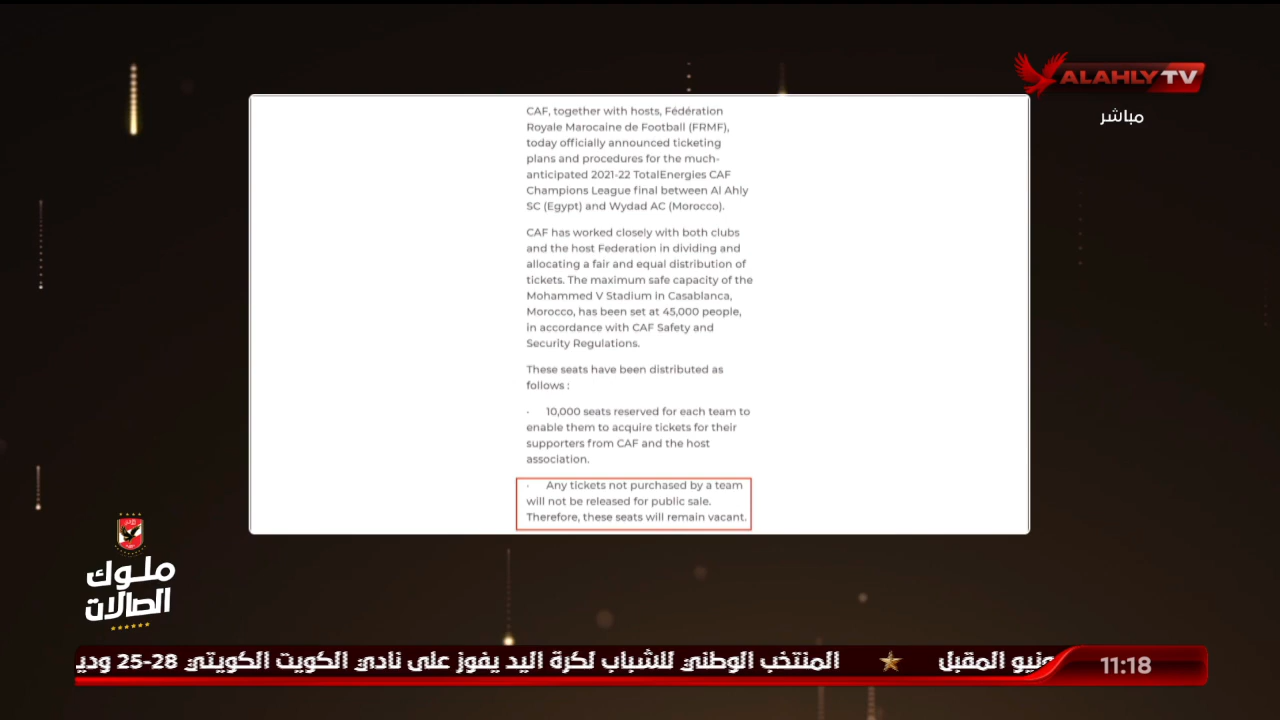 ALAHLY TV
مباشر
CAF, together with hosts, Fédération
Royale Marocaine de Football (FRMF),
today officially announced ticketing
plans and procedures for the much-
anticipated 2021-22 TotalEnergies CAF
Champions League final between Al Ahly
SC (Egypt) and Wydad AC (Morocco).
CAF has worked closely with both clubs
and the host Federation in dividing and
allocating a fair and equal distribution of
tickets. The maximum safe capacity of the
Mohammed V Stadium in Casablanca,
Morocco, has been set at 45,000 people,
in accordance with CAF Safety and
Security Regulations.
These seats have been distributed as
follows :
· 10,000 seats reserved for each team to
enable them to acquire tickets for their
supporters from CAF and the host
association.
· Any tickets not purchased by a team
will not be released for public sale.
Therefore, these seats will remain vacant.
ملوك
الصالات
ونيو المقبل ★ المنتخب الوطني للشباب لكرة اليد يفوز على نادي الكويت الكويتي 28-25 ودي
11:18